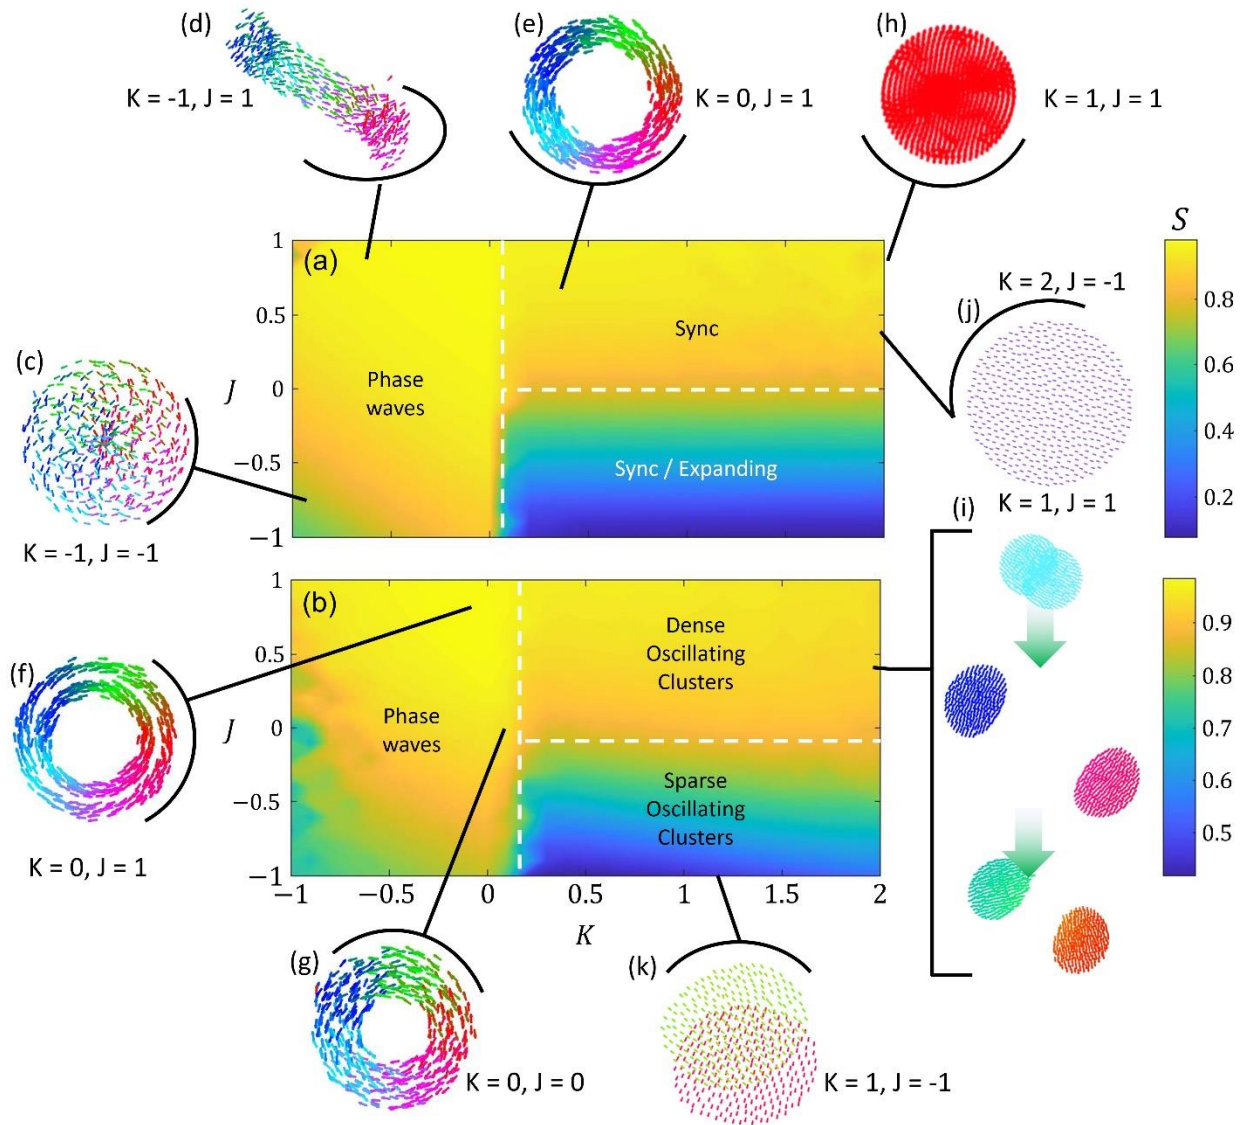 (d)
(e)
(h)
K = -1, J = 1
K = 0, J = 1
K = 1, J = 1
S
1
(a)
0.5
Sync
0.8
K = 2, J = -1
(j)
(c)
J
0
Phase
waves
0.6
−0.5
Sync / Expanding
0.4
K = 1, J = 1
(i)
0.2
−1
K = -1, J = -1
1
(b)
Dense
Oscillating
Clusters
0.9
(f)
0.5
0.8
J
0
Phase
waves
0.7
−0.5
Sparse
Oscillating
Clusters
0.6
0.5
K = 0, J = 1
−1
−1
−0.5
0
0.5
1
1.5
2
K
(g)
(k)
K = 0, J = 0
K = 1, J = -1